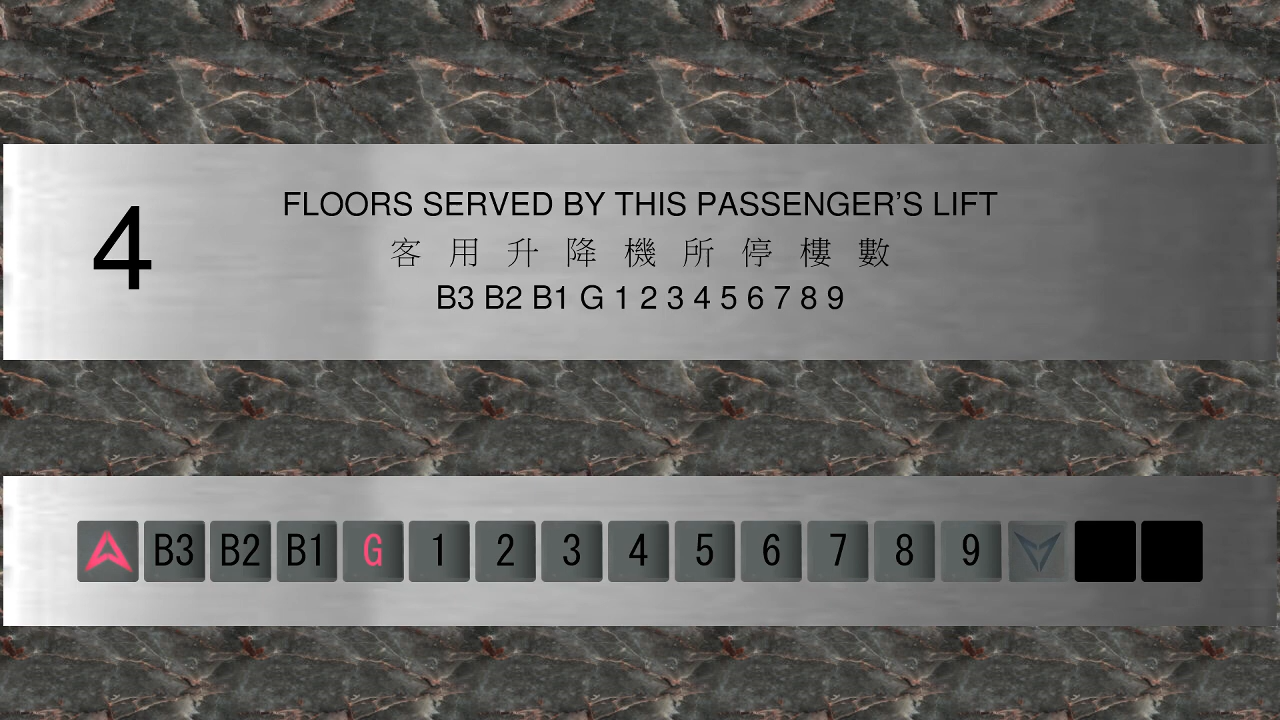 4
FLOORS SERVED BY THIS PASSENGER’S LIFT
客 用 升 降 機 所 停 樓 數
B3 B2 B1 G 1 2 3 4 5 6 7 8 9
B3 B2 B1 G 1 2 3 4 5 6 7 8 9